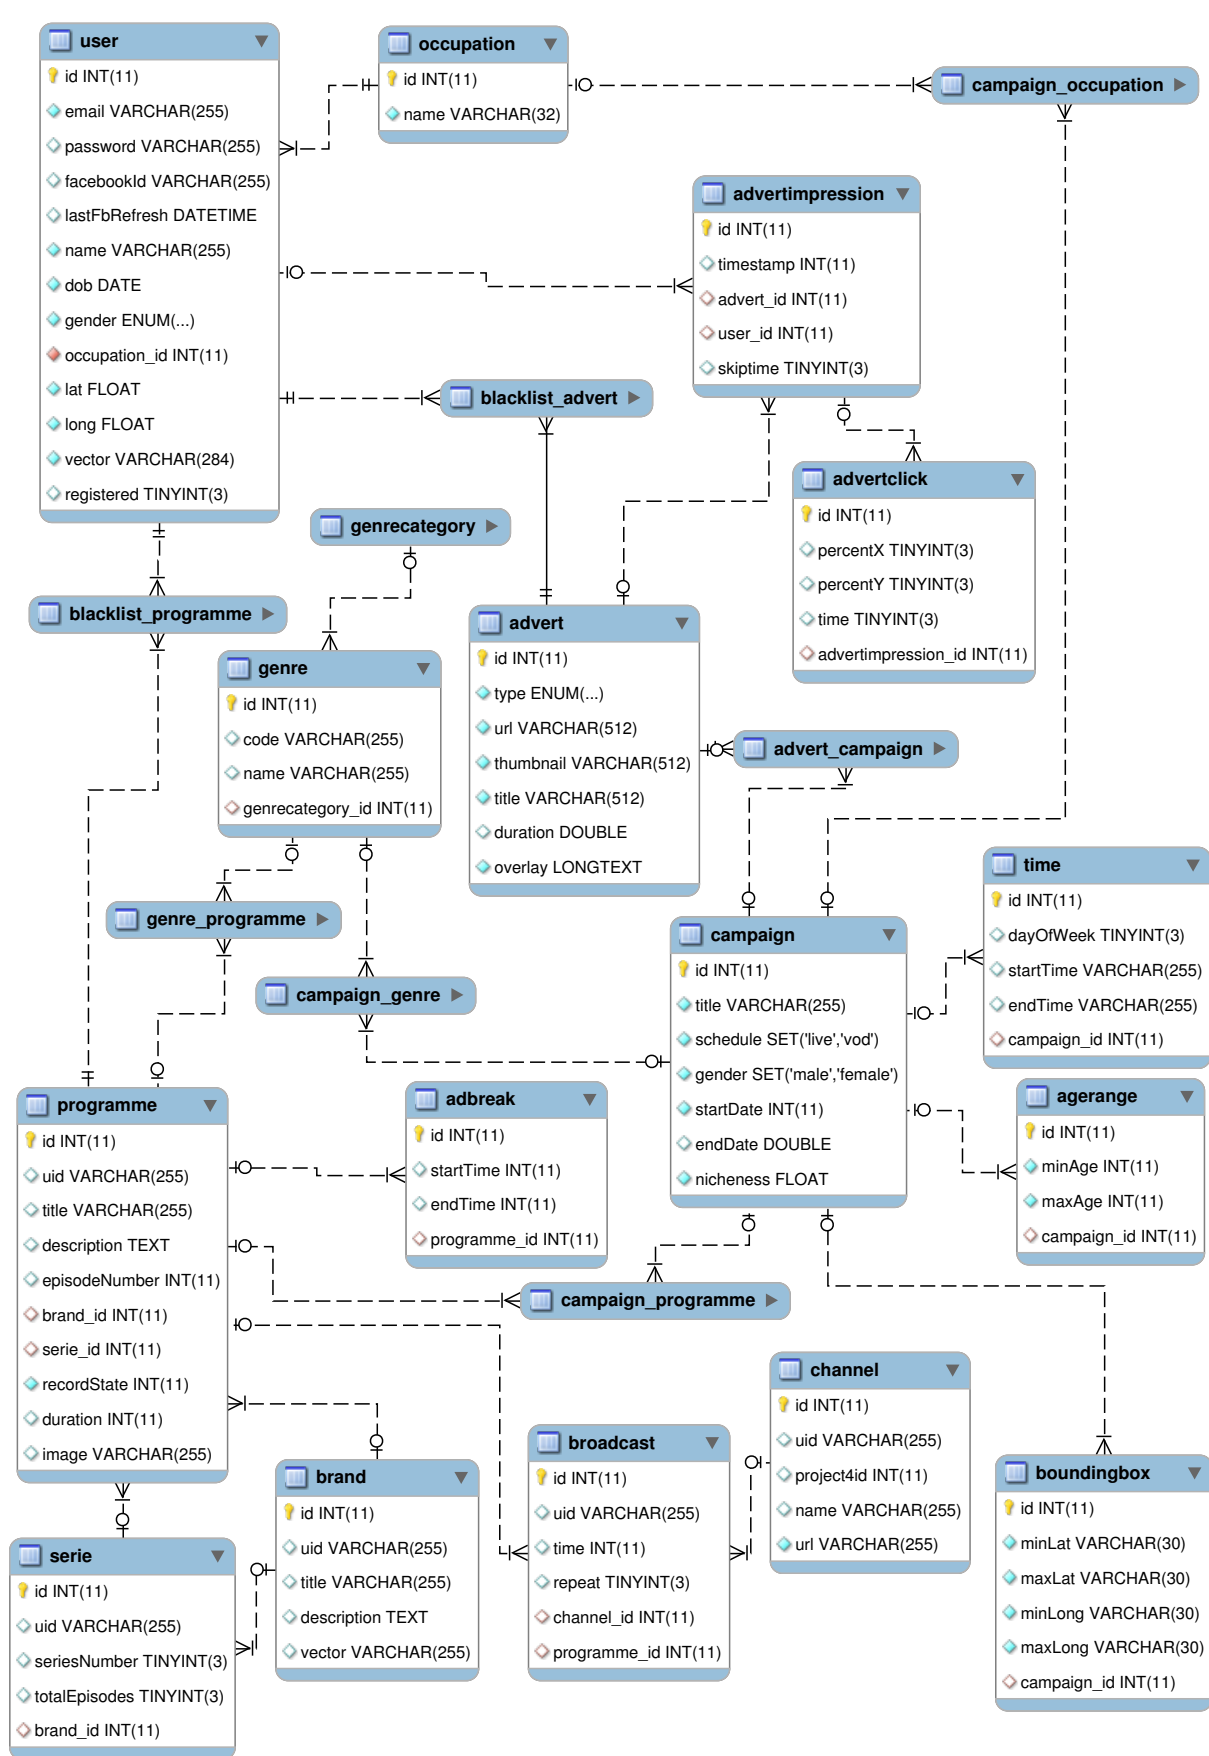 user
id INT(11)
email VARCHAR(255)
password VARCHAR(255)
facebookId VARCHAR(255)
lastFbRefresh DATETIME
name VARCHAR(255)
dob DATE
gender ENUM(...)
occupation_id INT(11)
lat FLOAT
long FLOAT
vector VARCHAR(284)
registered TINYINT(3)
occupation
id INT(11)
name VARCHAR(32)
campaign_occupation
advertimpression
id INT(11)
timestamp INT(11)
advert_id INT(11)
user_id INT(11)
skiptime TINYINT(3)
blacklist_advert
advertclick
id INT(11)
percentX TINYINT(3)
percentY TINYINT(3)
time TINYINT(3)
advertimpression_id INT(11)
genrecategory
blacklist_programme
genre
id INT(11)
code VARCHAR(255)
name VARCHAR(255)
genrecategory_id INT(11)
advert
id INT(11)
type ENUM(...)
url VARCHAR(512)
thumbnail VARCHAR(512)
title VARCHAR(512)
duration DOUBLE
overlay LONGTEXT
advert_campaign
genre_programme
campaign_genre
campaign
id INT(11)
title VARCHAR(255)
schedule SET('live','vod')
gender SET('male','female')
startDate INT(11)
endDate DOUBLE
nicheness FLOAT
time
id INT(11)
dayOfWeek TINYINT(3)
startTime VARCHAR(255)
endTime VARCHAR(255)
campaign_id INT(11)
agerange
id INT(11)
minAge INT(11)
maxAge INT(11)
campaign_id INT(11)
programme
id INT(11)
uid VARCHAR(255)
title VARCHAR(255)
description TEXT
episodeNumber INT(11)
brand_id INT(11)
serie_id INT(11)
recordState INT(11)
duration INT(11)
image VARCHAR(255)
adbreak
id INT(11)
startTime INT(11)
endTime INT(11)
programme_id INT(11)
campaign_programme
channel
id INT(11)
uid VARCHAR(255)
project4id INT(11)
name VARCHAR(255)
url VARCHAR(255)
broadcast
id INT(11)
uid VARCHAR(255)
time INT(11)
repeat TINYINT(3)
channel_id INT(11)
programme_id INT(11)
boundingbox
id INT(11)
minLat VARCHAR(30)
maxLat VARCHAR(30)
minLong VARCHAR(30)
maxLong VARCHAR(30)
campaign_id INT(11)
brand
id INT(11)
uid VARCHAR(255)
title VARCHAR(255)
description TEXT
vector VARCHAR(255)
serie
id INT(11)
uid VARCHAR(255)
seriesNumber TINYINT(3)
totalEpisodes TINYINT(3)
brand_id INT(11)